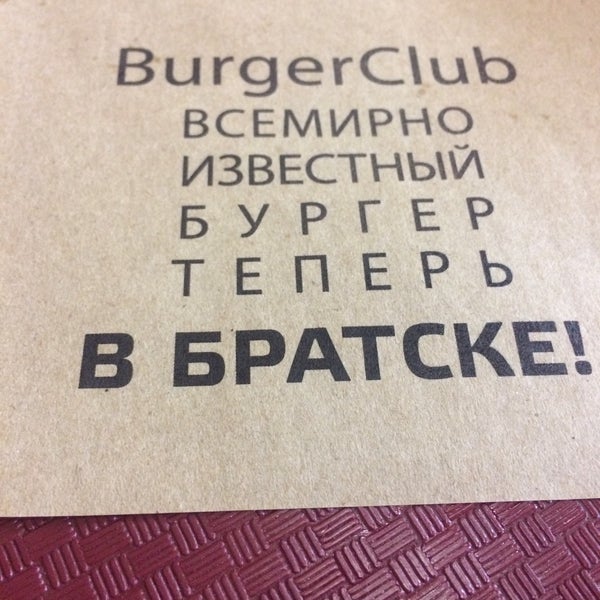 BurgerClub
ВСЕМИРНО
ИЗВЕСТНЫЙ
БУРГЕР
ТЕПЕРЬ
В БРАТСКЕ!